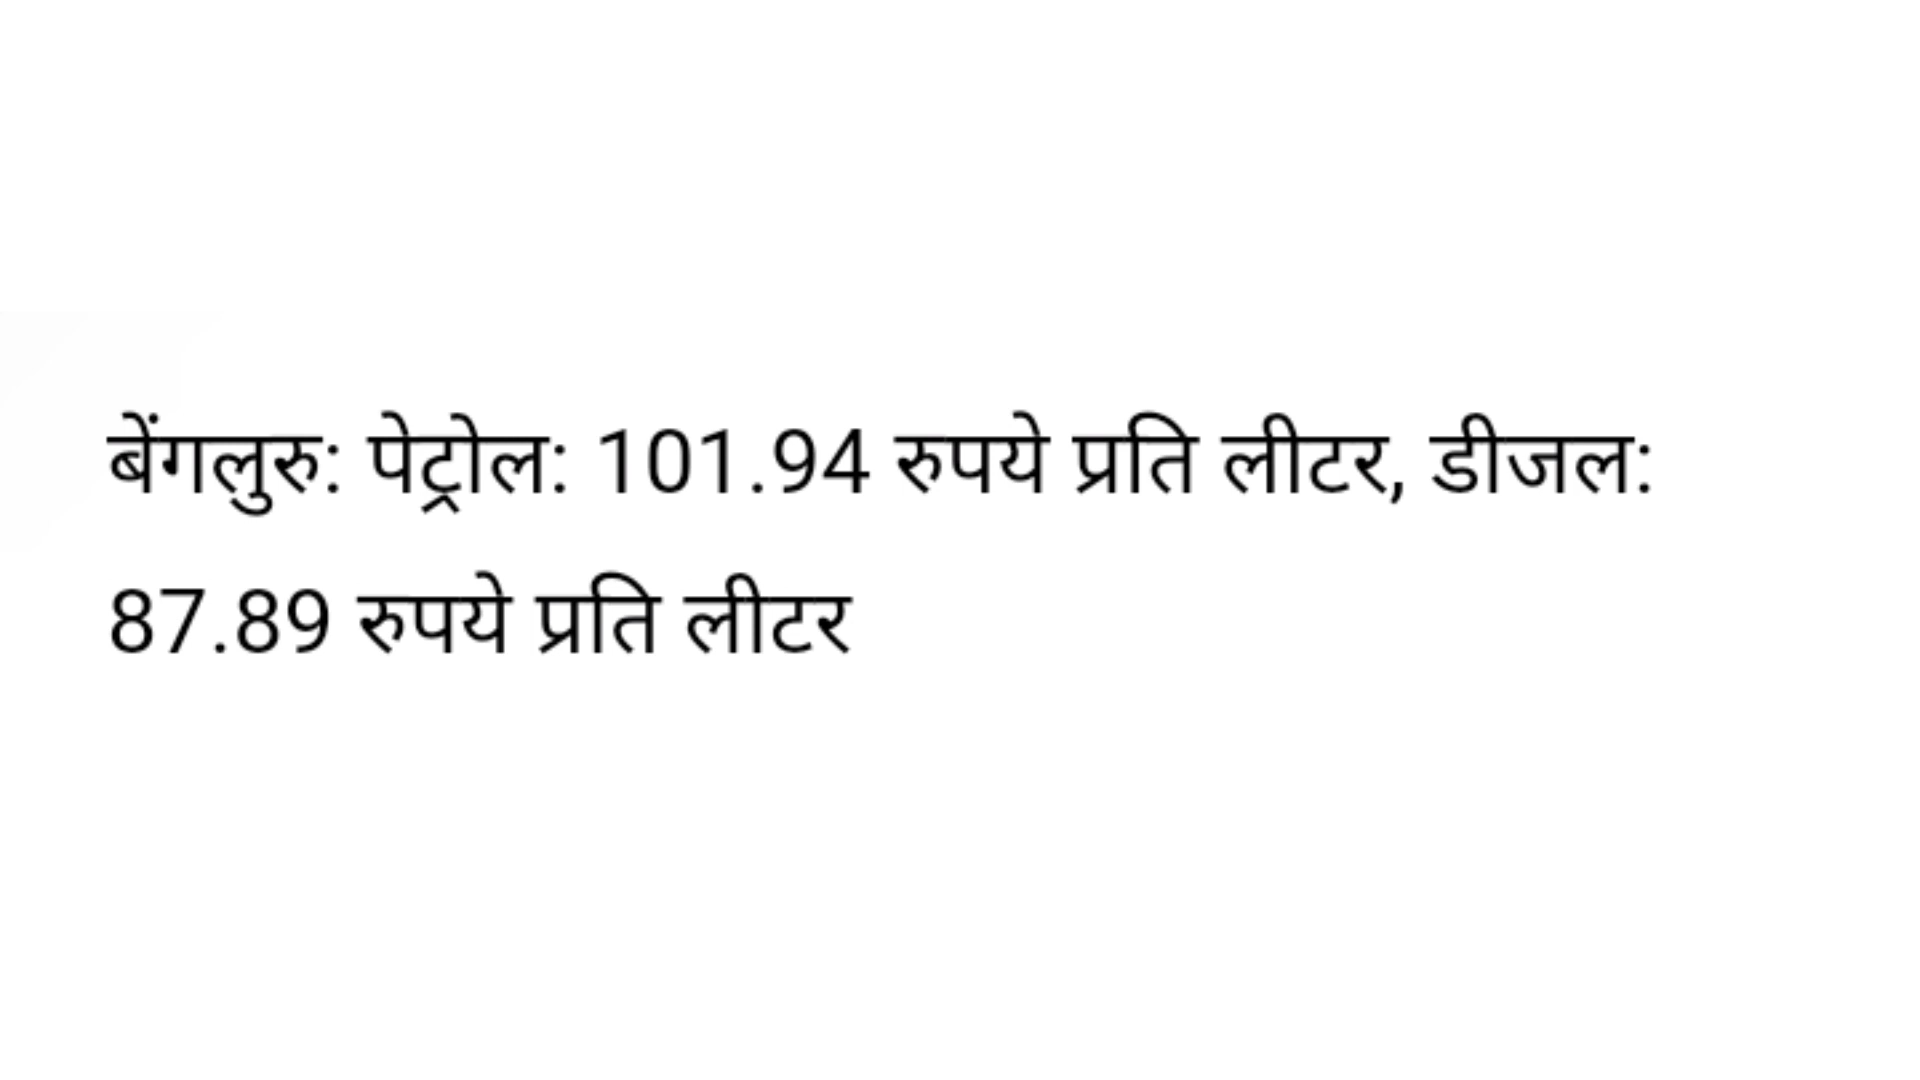 बेंगलुरु: पेट्रोल: 101.94 रुपये प्रति लीटर, डीजल:
87.89 रुपये प्रति लीटर